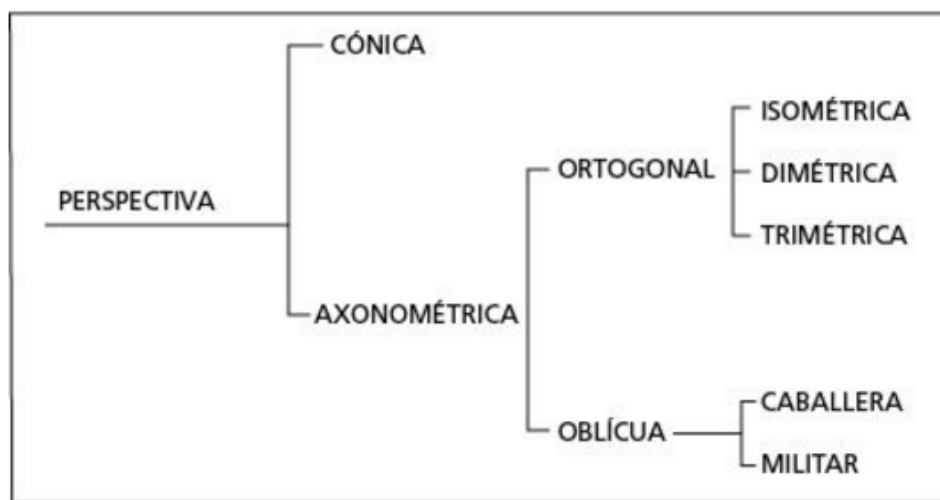 PERSPECTIVA
CÓNICA
AXONOMÉTRICA
ORTOGONAL
ISOMÉTRICA
DIMÉTRICA
TRIMÉTRICA
OBLÍCUA
CABALLERA
MILITAR